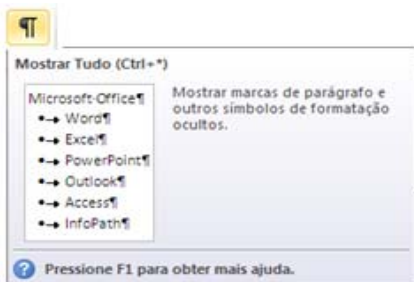 ¶
Mostrar Tudo (Ctrl+*)
Microsoft·Office¶
•→ Word¶
•→ Excel¶
•→ PowerPoint¶
•→ Outlook¶
•→ Access¶
•→ InfoPath¶
Mostrar marcas de parágrafo e
outros símbolos de formatação
ocultos.
Pressione F1 para obter mais ajuda.